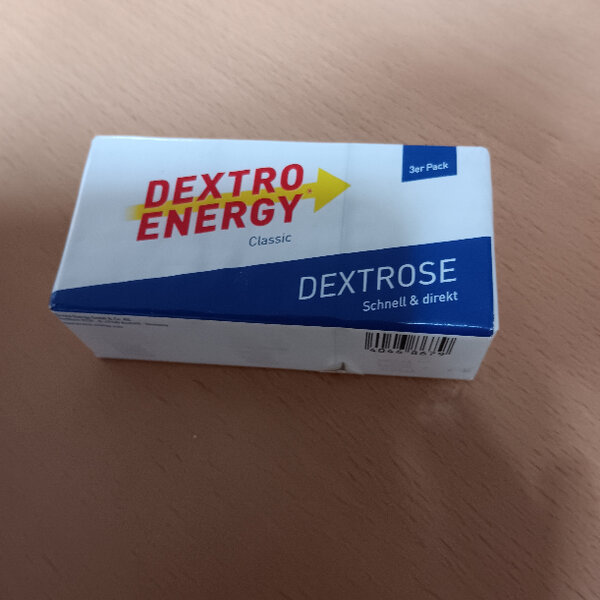 3er Pack
DEXTRO
ENERGY
Classic
DEXTROSE
Schnell & direkt